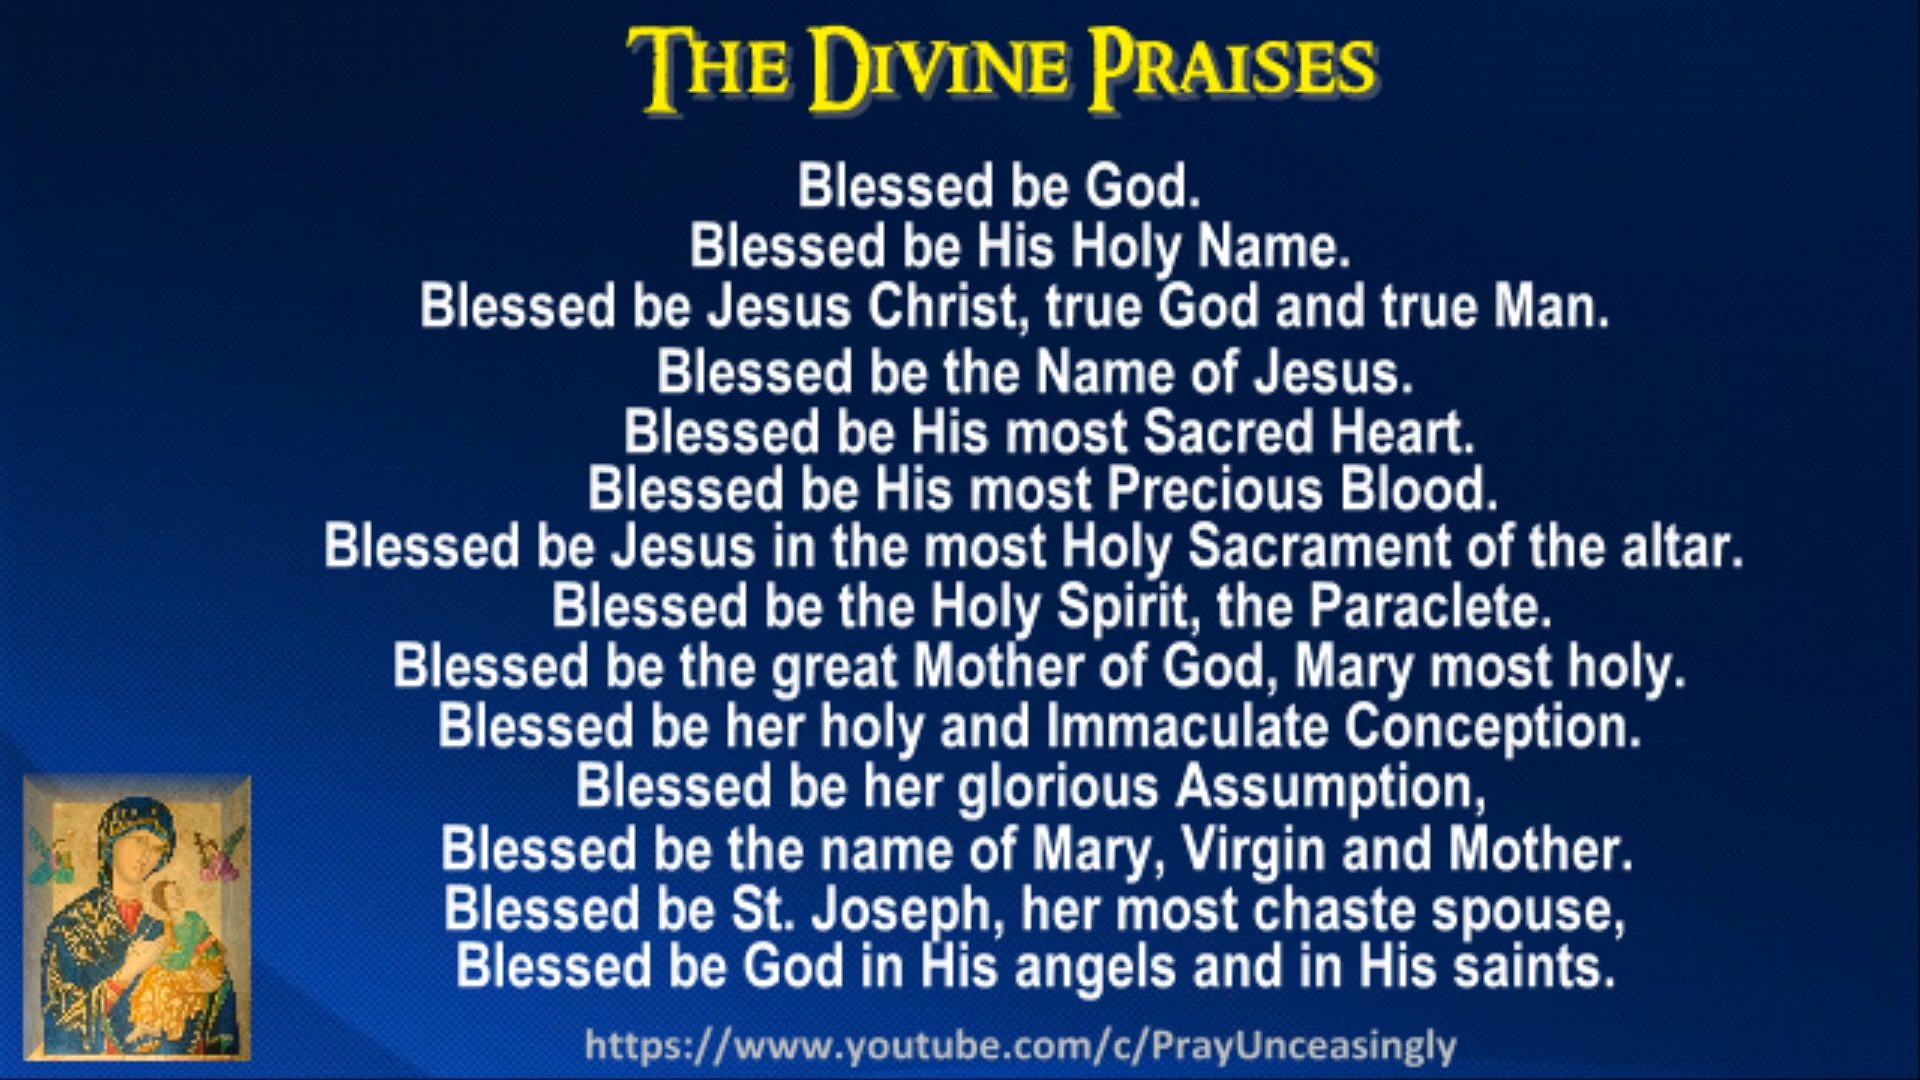 The Divine Praises
Blessed be God.
Blessed be His Holy Name.
Blessed be Jesus Christ, true God and true Man.
Blessed be the Name of Jesus.
Blessed be His most Sacred Heart.
Blessed be His most Precious Blood.
Blessed be Jesus in the most Holy Sacrament of the altar.
Blessed be the Holy Spirit, the Paraclete.
Blessed be the great Mother of God, Mary most holy.
Blessed be her holy and Immaculate Conception.
Blessed be her glorious Assumption,
Blessed be the name of Mary, Virgin and Mother.
Blessed be St. Joseph, her most chaste spouse,
Blessed be God in His angels and in His saints.
https://www.youtube.com/c/PrayUnceasingly